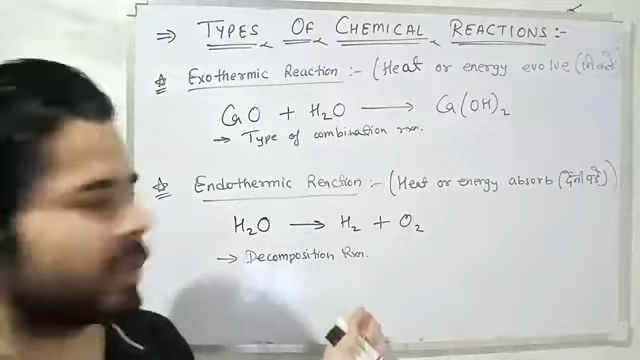 ⇒ TYPES OF CHEMICAL REACTIONS :-
☆ Exothermic Reaction :- (Heat or energy evolve (
CaO + H₂O → Ca(OH)₂
→ Type of combination rxn.
☆ Endothermic Reaction :- (Heat or energy absorb (देनी पड़े))
H₂O → H₂ + O₂
→ Decomposition Rxn.